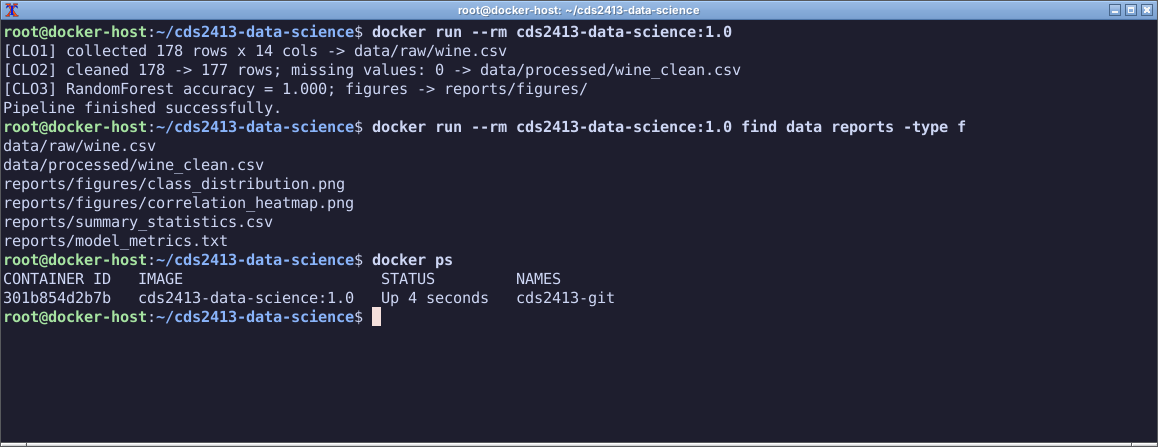 root@docker-host: ~/cds2413-data-science
root@docker-host:~/cds2413-data-science$ docker run --rm cds2413-data-science:1.0
[CLO1] collected 178 rows x 14 cols -> data/raw/wine.csv
[CLO2] cleaned 178 -> 177 rows; missing values: 0 -> data/processed/wine_clean.csv
[CLO3] RandomForest accuracy = 1.000; figures -> reports/figures/
Pipeline finished successfully.
root@docker-host:~/cds2413-data-science$ docker run --rm cds2413-data-science:1.0 find data reports -type f
data/raw/wine.csv
data/processed/wine_clean.csv
reports/figures/class_distribution.png
reports/figures/correlation_heatmap.png
reports/summary_statistics.csv
reports/model_metrics.txt
root@docker-host:~/cds2413-data-science$ docker ps
CONTAINER ID   IMAGE                      STATUS         NAMES
301b854d2b7b   cds2413-data-science:1.0   Up 4 seconds   cds2413-git
root@docker-host:~/cds2413-data-science$